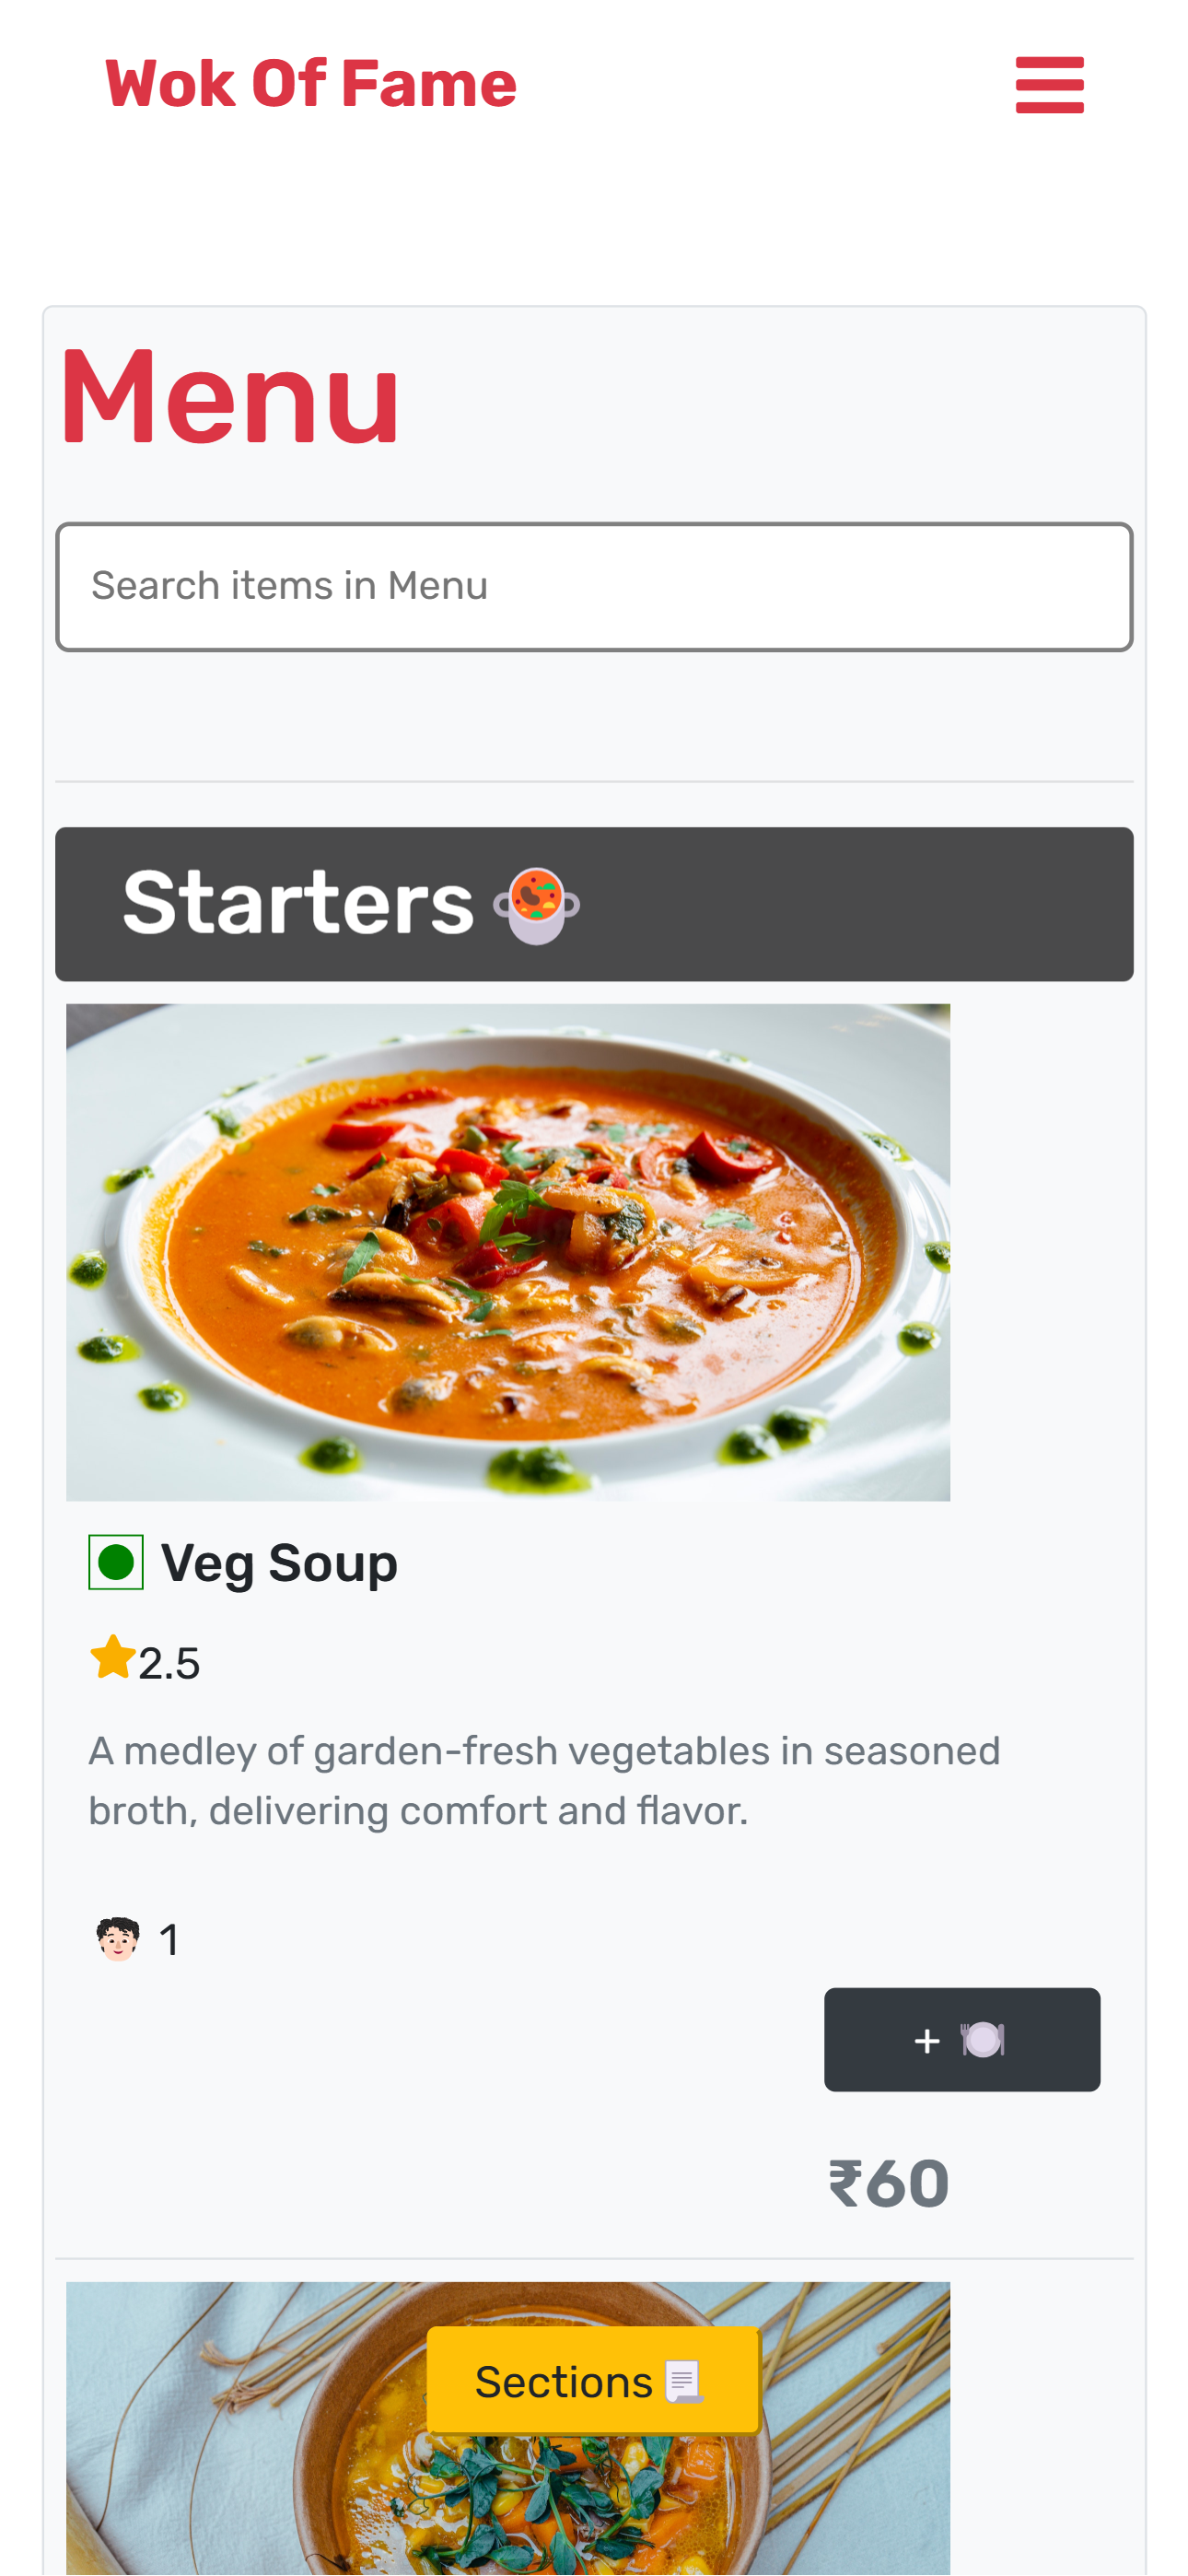 Wok Of Fame
Menu
Search items in Menu
Starters
Veg Soup
2.5
A medley of garden-fresh vegetables in seasoned
broth, delivering comfort and flavor.
1
+
₹60
Sections